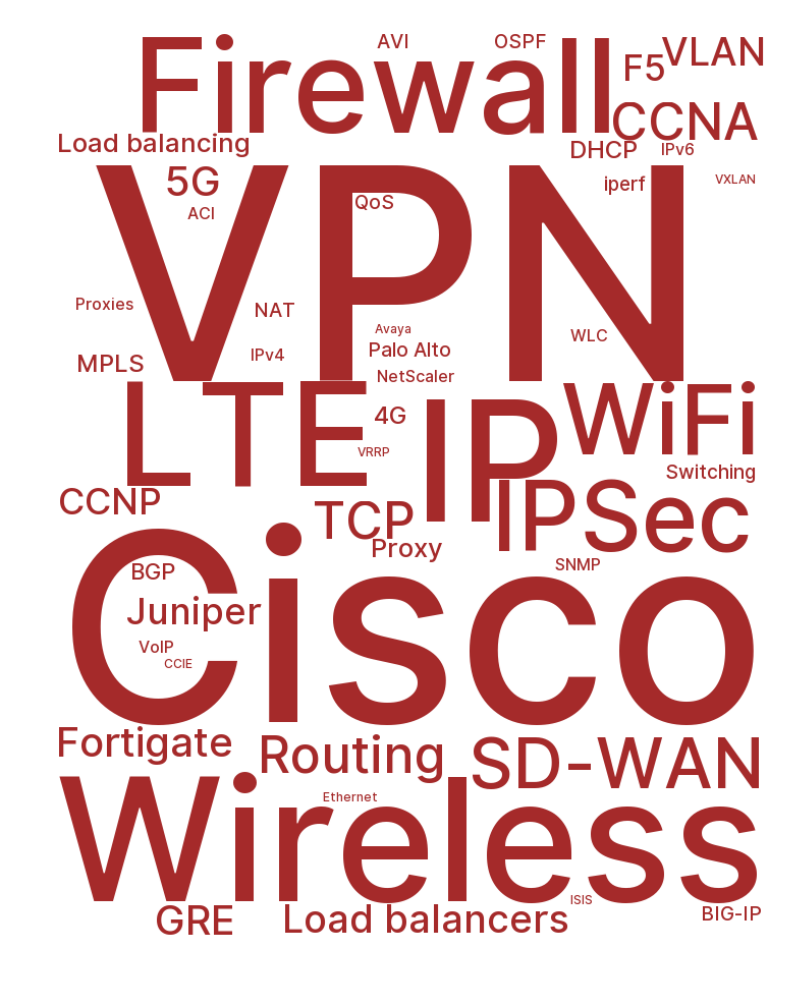 Firewall
AVI
OSPF
F5
VLAN
CCNA
Load balancing
DHCP
IPv6
5G
iperf
VXLAN
ACI
QoS
VPN
Proxies
NAT
Avaya
WLC
IPv4
Palo Alto
MPLS
NetScaler
LTE
4G
IP
WiFi
VRRP
Switching
CCNP
TCP
IPSec
Proxy
Cisco
SNMP
BGP
Juniper
VoIP
CCIE
Fortigate
Routing
SD-WAN
Wireless
Ethernet
ISIS
GRE
Load balancers
BIG-IP